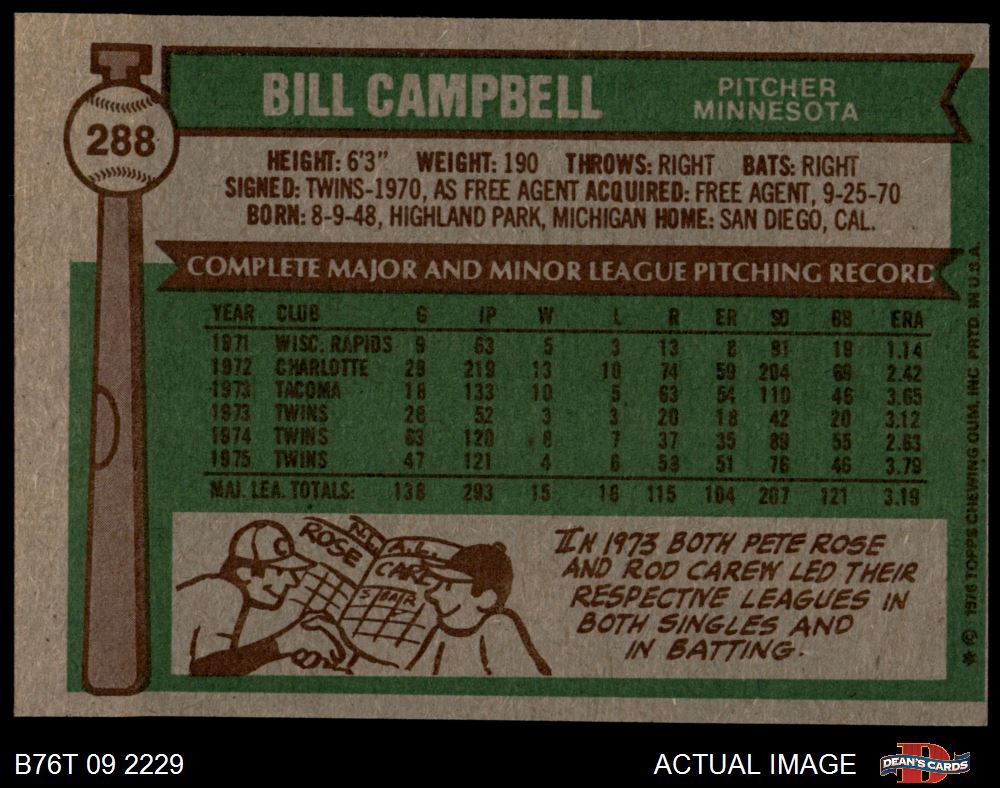 BILL CAMPBELL
PITCHER
MINNESOTA
288
HEIGHT: 6'3" WEIGHT: 190 THROWS: RIGHT BATS: RIGHT
SIGNED: TWINS-1970, AS FREE AGENT ACQUIRED: FREE AGENT, 9-25-70
BORN: 8-9-48, HIGHLAND PARK, MICHIGAN HOME: SAN DIEGO, CAL.
COMPLETE MAJOR AND MINOR LEAGUE PITCHING RECORD
YEAR CLUB G IP W L R ER SO BB ERA
1971 WISC. RAPIDS 9 63 5 3 13 8 91 19 1.14
1972 CHARLOTTE 29 219 13 10 74 59 204 69 2.42
1973 TACOMA 18 133 10 5 63 54 110 46 3.65
1973 TWINS 28 52 3 3 20 18 42 20 3.12
1974 TWINS 63 120 8 7 37 35 89 55 2.63
1975 TWINS 47 121 4 6 58 51 76 46 3.79
MAJ. LEA. TOTALS: 138 293 15 16 115 104 207 121 3.19
N.L.
ROSE
A.L.
CAREW
C
IN 1973 BOTH PETE ROSE
AND ROD CAREW LED THEIR
RESPECTIVE LEAGUES IN
BOTH SINGLES AND
IN BATTING.
* © 1976 TOPPS CHEWING GUM, INC. PRTD. IN U.S.A.
B76T 09 2229
ACTUAL IMAGE
D
DEAN'S CARDS